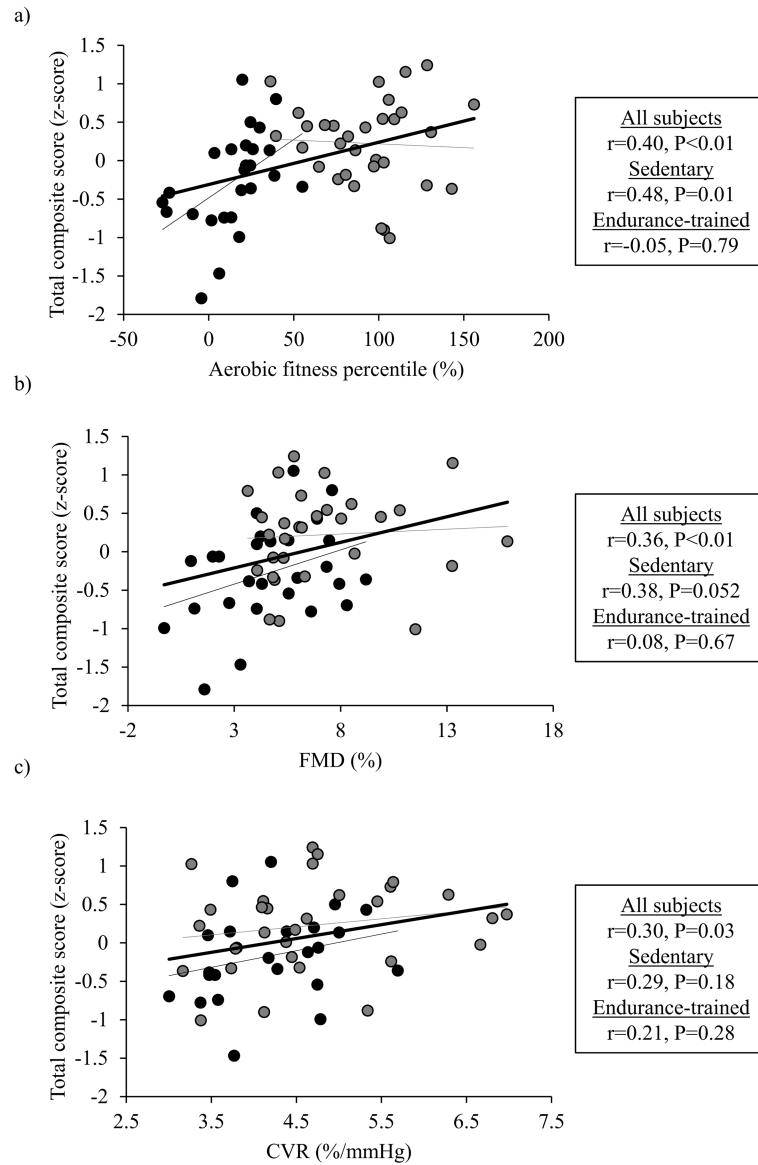 a)
Total composite score (z-score)
1.5
1
0.5
0
-0.5
-1
-1.5
-2
-50 0 50 100 150 200
Aerobic fitness percentile (%)
All subjects
r=0.40, P<0.01
Sedentary
r=0.48, P=0.01
Endurance-trained
r=-0.05, P=0.79
b)
Total composite score (z-score)
1.5
1
0.5
0
-0.5
-1
-1.5
-2
-2 3 8 13 18
FMD (%)
All subjects
r=0.36, P<0.01
Sedentary
r=0.38, P=0.052
Endurance-trained
r=0.08, P=0.67
c)
Total composite score (z-score)
1.5
1
0.5
0
-0.5
-1
-1.5
-2
2.5 3.5 4.5 5.5 6.5 7.5
CVR (%/mmHg)
All subjects
r=0.30, P=0.03
Sedentary
r=0.29, P=0.18
Endurance-trained
r=0.21, P=0.28